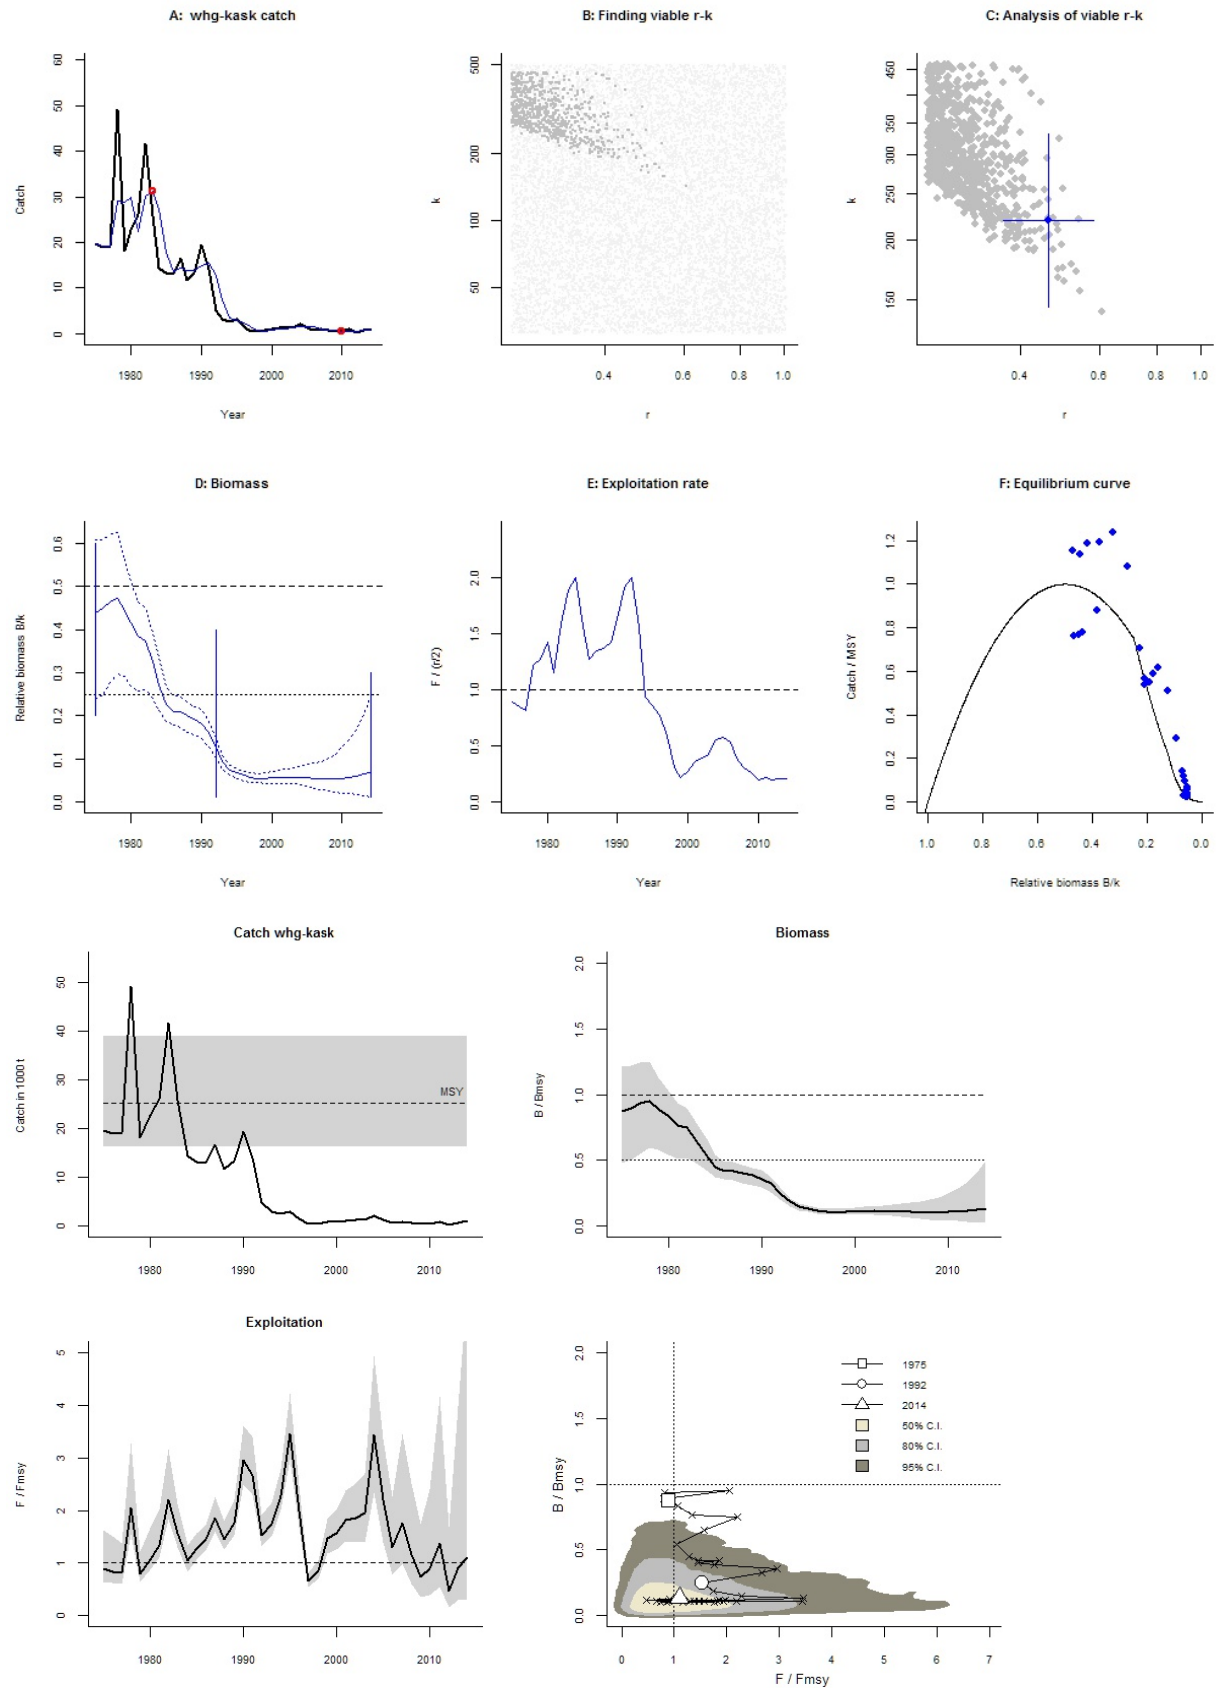 A: whg-kask catch
B: Finding viable r-k
C: Analysis of viable r-k
Catch
0 10 20 30 40 50 60
1980 1990 2000 2010
Year
k
50 100 200 500
0.4 0.6 0.8 1.0
r
k
150 200 250 300 350 450
0.4 0.6 1.0
r
D: Biomass
E: Exploitation rate
F: Equilibrium curve
Relative biomass B/k
0.0 0.1 0.2 0.3 0.4 0.5 0.6
1980 1990 2000 2010
Year
F / (r/2)
0.0 0.5 1.0 1.5 2.0
1980 1990 2000 2010
Year
Catch / MSY
0.0 0.2 0.4 0.6 0.8 1.0 1.2
1.0 0.8 0.6 0.4 0.2 0.0
Relative biomass B/k
Catch whg-kask
Biomass
Catch in 1000 t
0 10 20 30 40 50
MSY
1980 1990 2000 2010
B / Bmsy
0.0 0.5 1.0 1.5 2.0
1980 1990 2000 2010
Exploitation
F / Fmsy
0 1 2 3 4 5
1980 1990 2000 2010
B / Bmsy
0.0 0.5 1.0 1.5 2.0
1975
1992
2014
50% C.I.
80% C.I.
95% C.I.
0 1 2 3 4 5 6 7
F / Fmsy